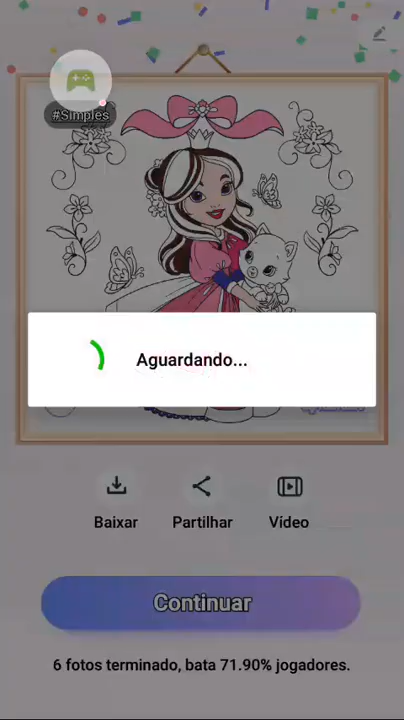 #Simples
Aguardando...
Baixar
Partilhar
Video
Continuar
6 fotos terminado, bata 71.90% jogadores.